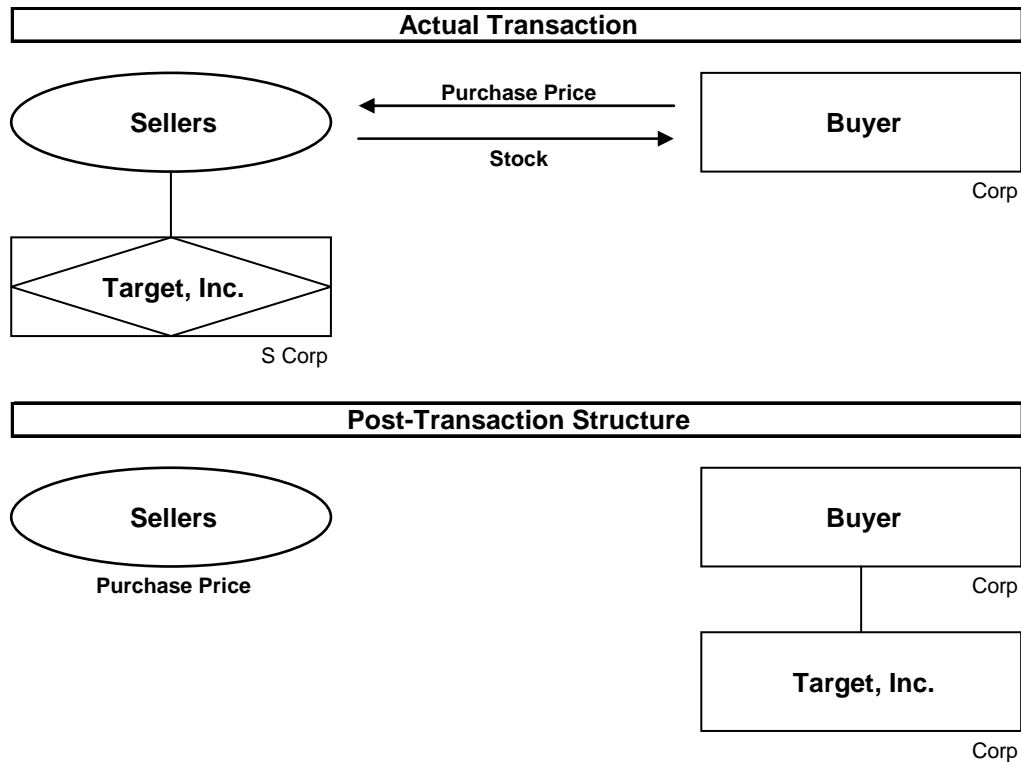 Actual Transaction
Purchase Price
Sellers
Buyer
Stock
Corp
Target, Inc.
S Corp
Post-Transaction Structure
Sellers
Buyer
Purchase Price
Corp
Target, Inc.
Corp